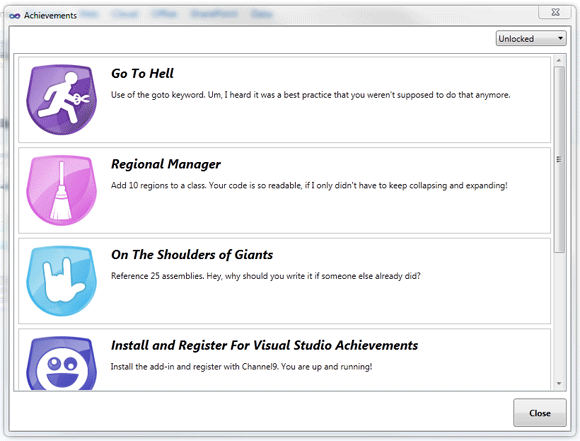 Achievements
Unlocked
Go To Hell
Use of the goto keyword. Um, I heard it was a best practice that you weren't supposed to do that anymore.
Regional Manager
Add 10 regions to a class. Your code is so readable, if I only didn't have to keep collapsing and expanding!
On The Shoulders of Giants
Reference 25 assemblies. Hey, why should you write it if someone else already did?
Install and Register For Visual Studio Achievements
Install the add-in and register with Channel9. You are up and running!
Close